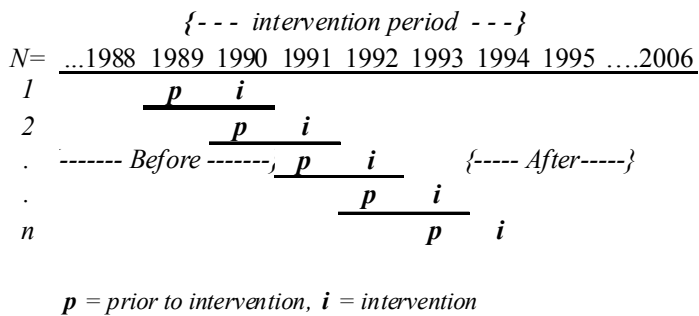 {- - - intervention period - - -}
N= ...1988 1989 1990 1991 1992 1993 1994 1995 ….2006
1 p i
2 p i
. ------- Before -------} p i {----- After-----}
. p i
n p i
p = prior to intervention, i = intervention